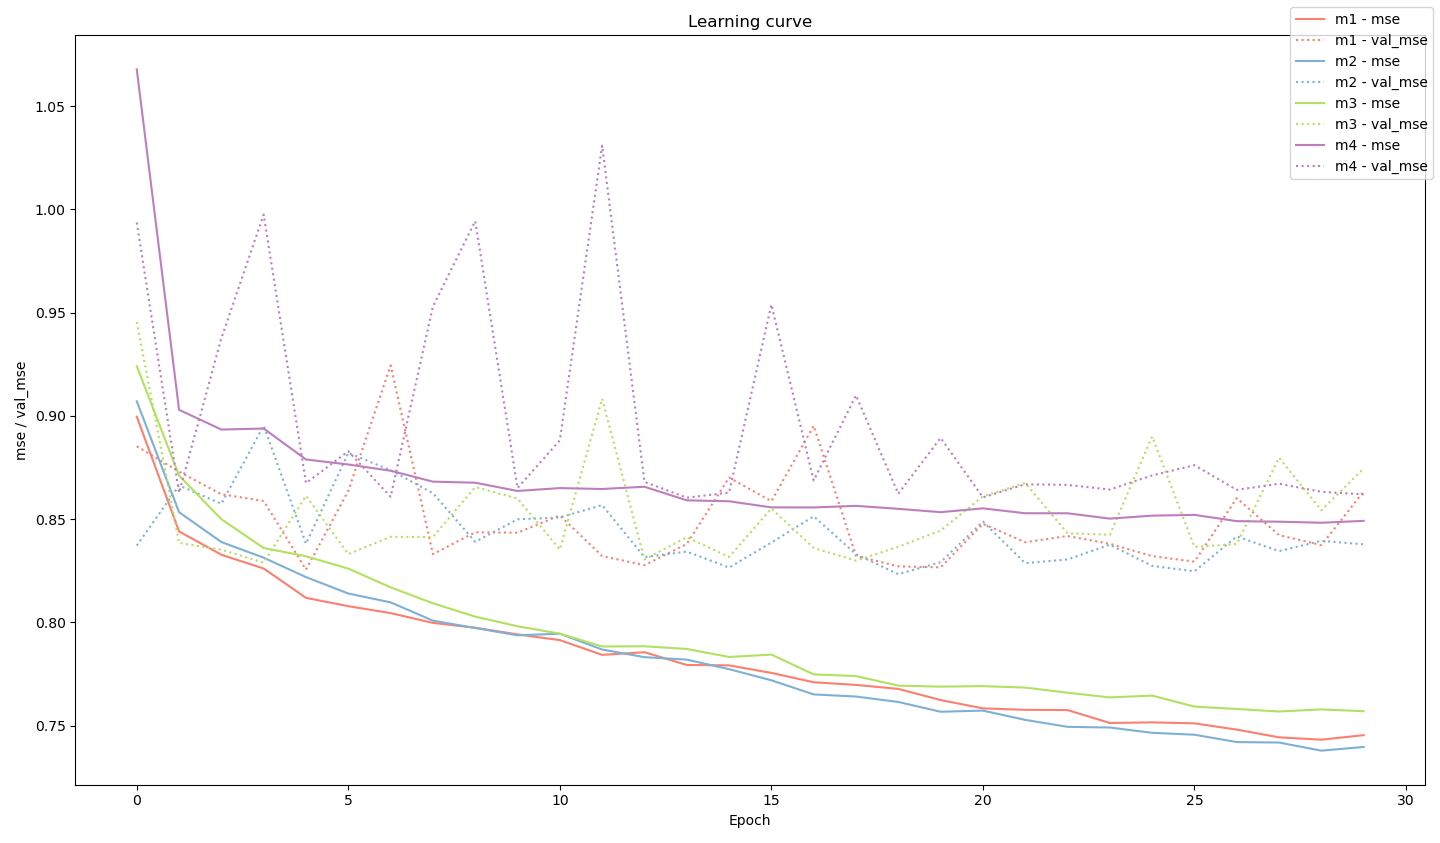 Learning curve
m1 - mse
m1 - val_mse
m2 - mse
m2 - val_mse
m3 - mse
m3 - val_mse
m4 - mse
m4 - val_mse
mse / val_mse
1.05
1.00
0.95
0.90
0.85
0.80
0.75
0 5 10 15 20 25 30
Epoch